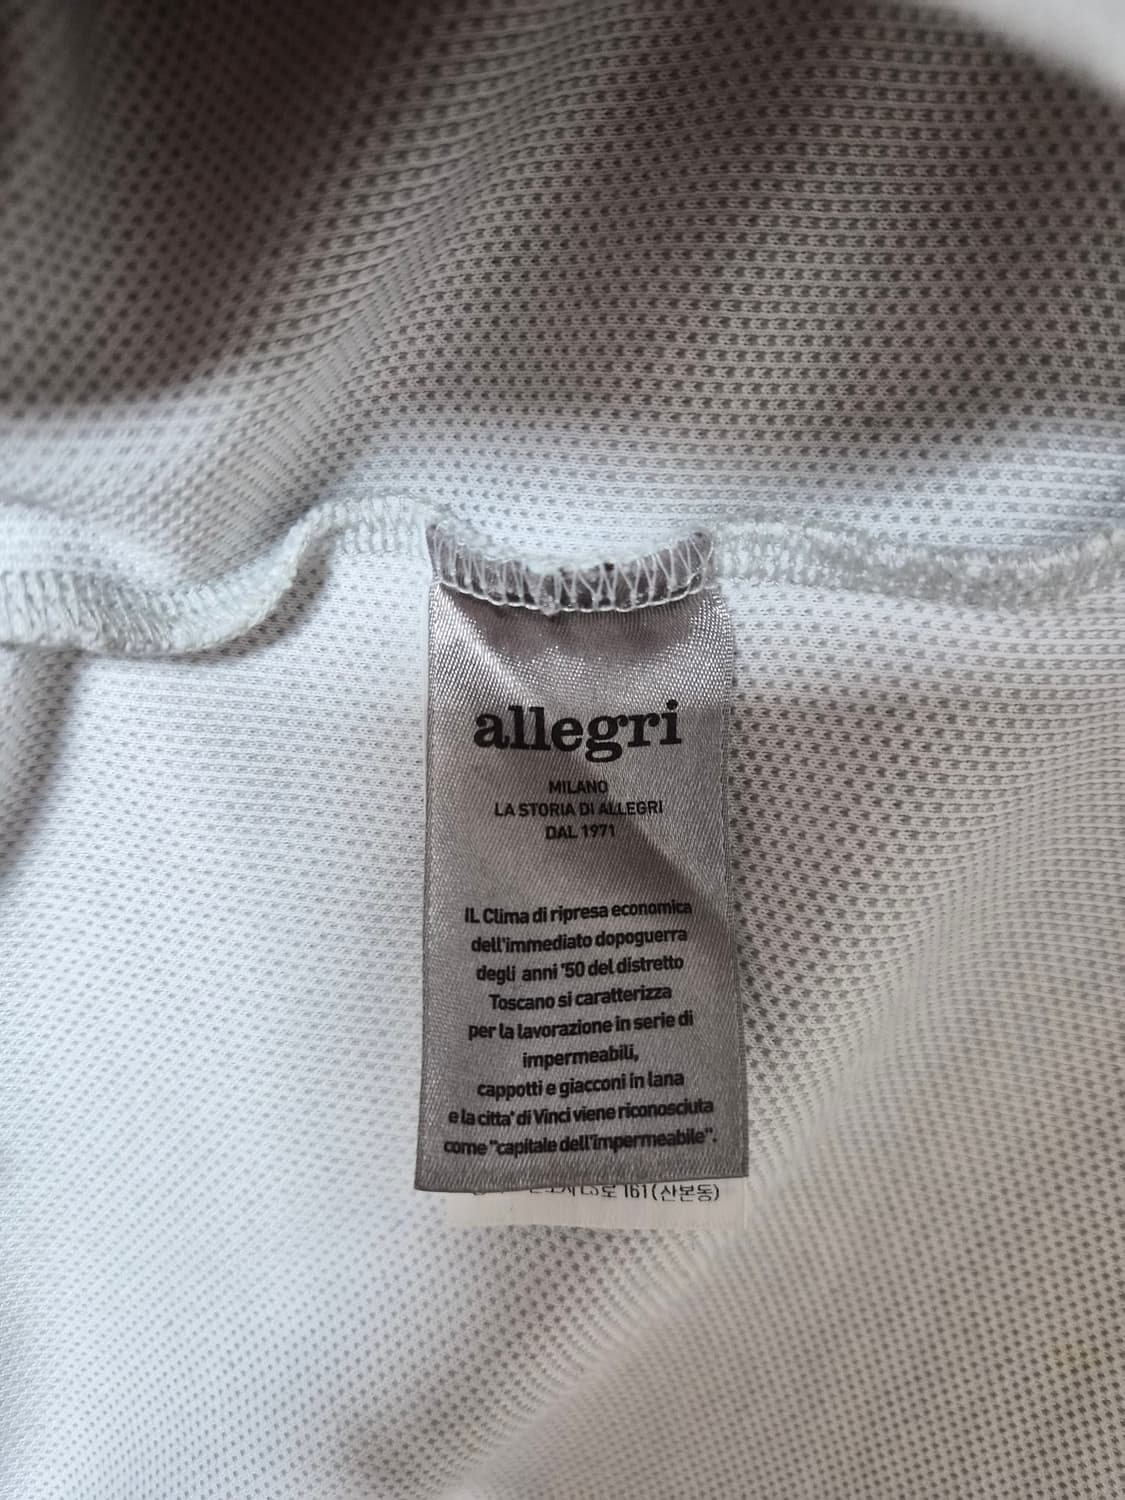 allegri
MILANO
LA STORIA DI ALLEGRI
DAL 1971
IL Clima di ripresa economica
dell'immediato dopoguerra
degli anni '50 del distretto
Toscano si caratterizza
per la lavorazione in serie di
impermeabili,
cappotti e giacconi in lana
e la citta' di Vinci viene riconosciuta
come "capitale dell'impermeabile".
161(산본동)